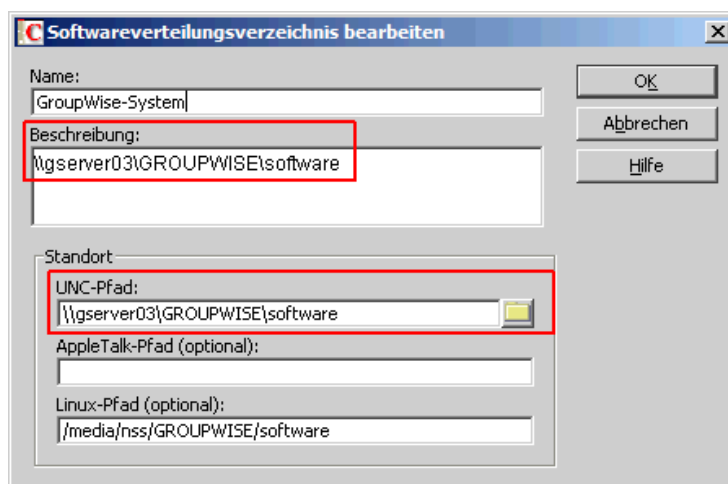 Softwareverteilungsverzeichnis bearbeiten
Name:
GroupWise-System
Beschreibung:
\\gserver03\GROUPWISE\software
OK
Abbrechen
Hilfe
Standort
UNC-Pfad:
\\gserver03\GROUPWISE\software
AppleTalk-Pfad (optional):
Linux-Pfad (optional):
/media/nss/GROUPWISE/software